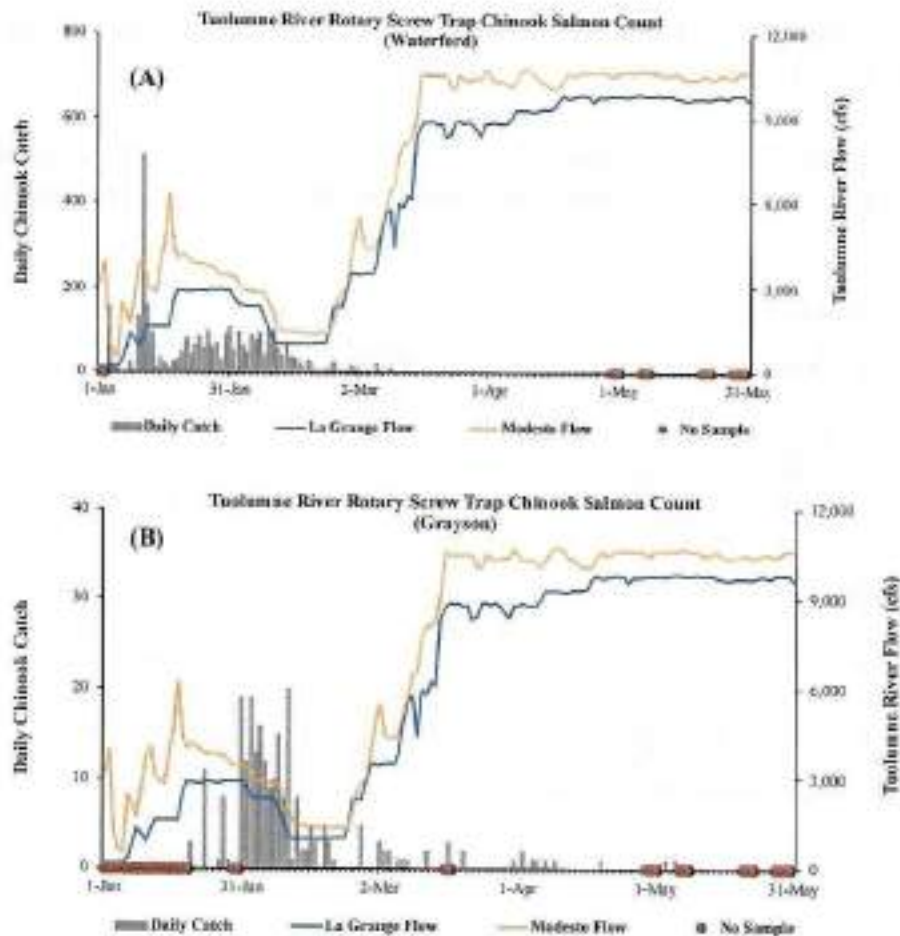 Tuolumne River Rotary Screw Trap Chinook Salmon Count
(Waterford)
(A)
800
600
400
200
0
Daily Chinook Catch
12,000
9,000
6,000
3,000
0
Tuolumne River Flow (cfs)
1-Jan 31-Jan 2-Mar 1-Apr 1-May 31-May
Daily Catch La Grange Flow Modesto Flow No Sample
Tuolumne River Rotary Screw Trap Chinook Salmon Count
(Grayson)
(B)
40
30
20
10
0
Daily Chinook Catch
12,000
9,000
6,000
3,000
0
Tuolumne River Flow (cfs)
1-Jan 31-Jan 2-Mar 1-Apr 1-May 31-May
Daily Catch La Grange Flow Modesto Flow No Sample